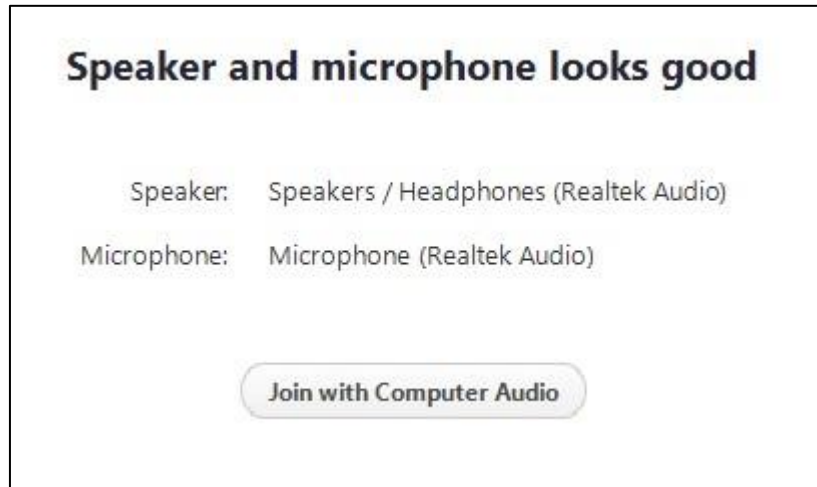 Speaker and microphone looks good
Speaker: Speakers / Headphones (Realtek Audio)
Microphone: Microphone (Realtek Audio)
Join with Computer Audio